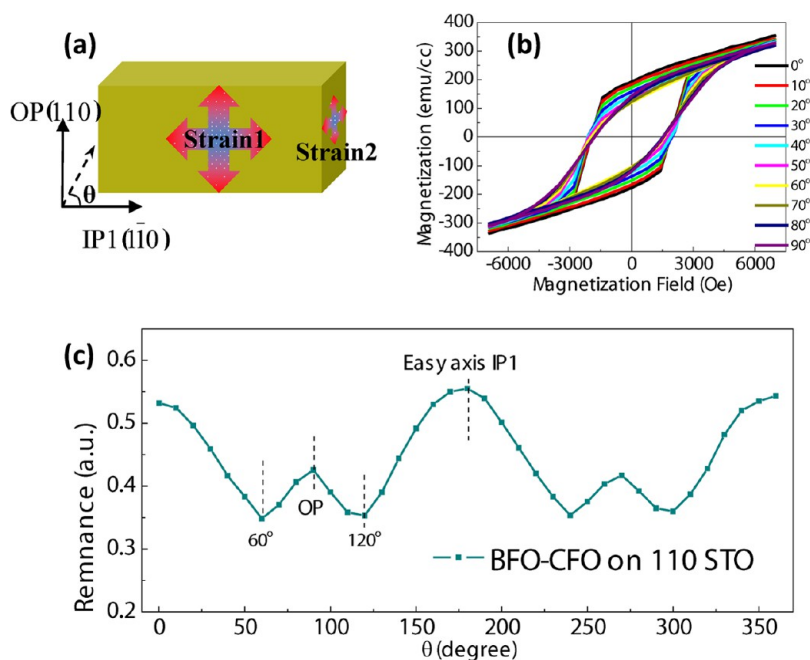 (a)
OP(110)
Strain1
Strain2
θ
IP1(1̄10)
(b)
Magnetization (emu/cc)
400
300
200
100
0
-100
-200
-300
-400
-6000 -3000 0 3000 6000
Magnetization Field (Oe)
0°
10°
20°
30°
40°
50°
60°
70°
80°
90°
(c)
Remnance (a.u.)
0.6
0.5
0.4
0.3
0.2
Easy axis IP1
60°
OP
120°
BFO-CFO on 110 STO
0 50 100 150 200 250 300 350
θ (degree)